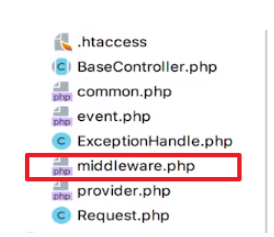 .htaccess
BaseController.php
common.php
event.php
ExceptionHandle.php
middleware.php
provider.php
Request.php